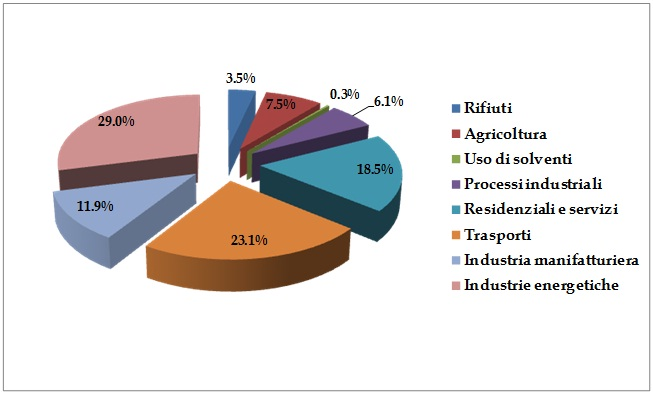 3.5%
7.5%
0.3%
6.1%
29.0%
18.5%
11.9%
23.1%
Rifiuti
Agricoltura
Uso di solventi
Processi industriali
Residenziali e servizi
Trasporti
Industria manifatturiera
Industrie energetiche